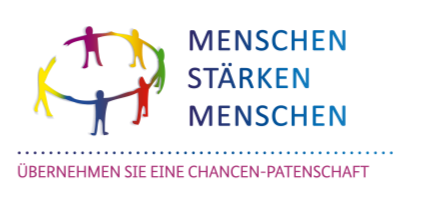 MENSCHEN
STÄRKEN
MENSCHEN
ÜBERNEHMEN SIE EINE CHANCEN-PATENSCHAFT